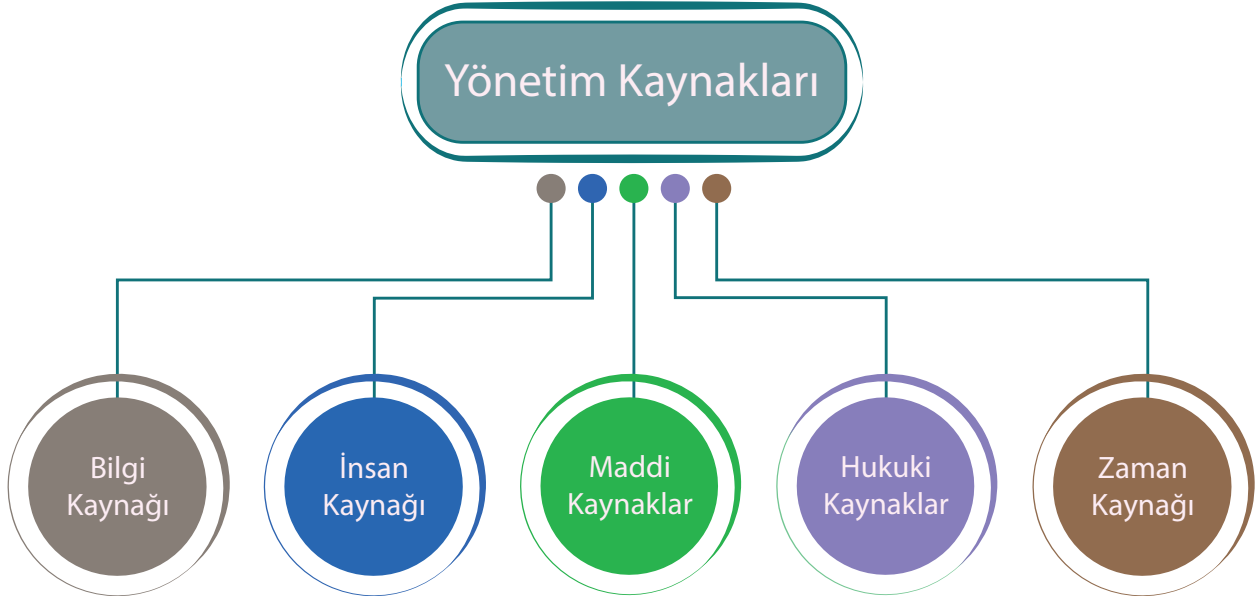 Yönetim Kaynakları
Bilgi
Kaynağı
İnsan
Kaynağı
Maddi
Kaynaklar
Hukuki
Kaynaklar
Zaman
Kaynağı